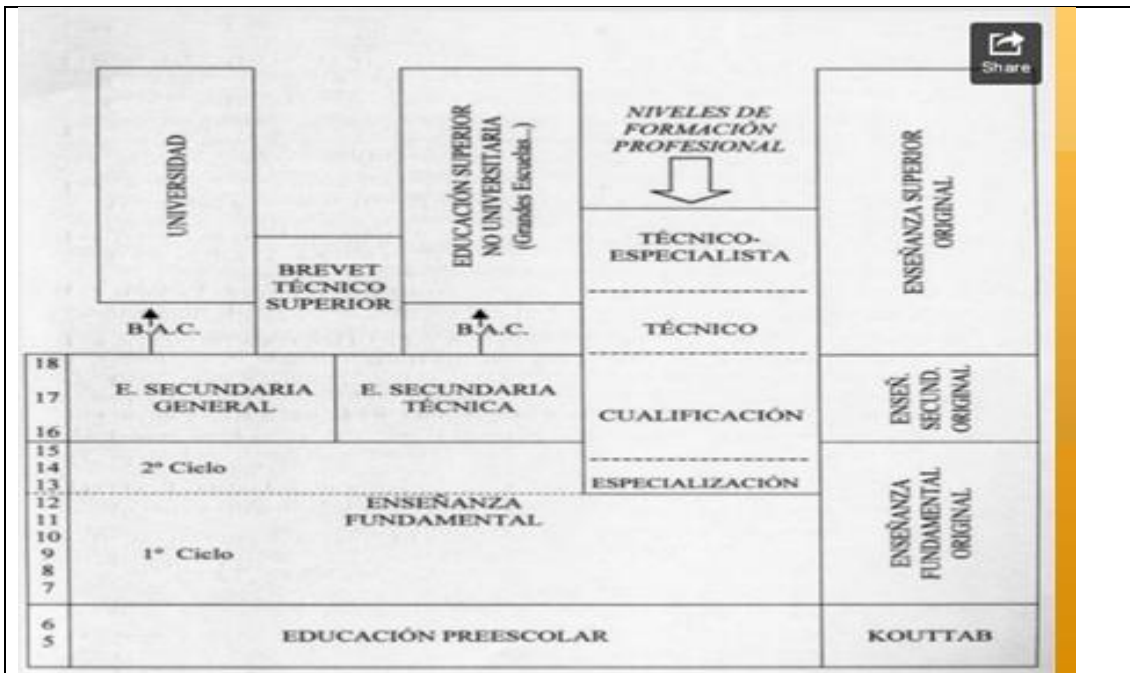 Share
NIVELES DE
FORMACIÓN
PROFESIONAL
UNIVERSIDAD
EDUCACIÓN SUPERIOR
NO UNIVERSITARIA
(Grandes Escuelas...)
ENSEÑANZA SUPERIOR
ORIGINAL
BREVET
TÉCNICO
SUPERIOR
TÉCNICO-
ESPECIALISTA
B.A.C.
B.A.C.
TÉCNICO
18
17
16
E. SECUNDARIA
GENERAL
E. SECUNDARIA
TÉCNICA
CUALIFICACIÓN
ENSEÑ.
SECUND.
ORIGINAL
15
14
13
2º Ciclo
ESPECIALIZACIÓN
12
11
10
9
8
7
ENSEÑANZA
FUNDAMENTAL
1º Ciclo
ENSEÑANZA
FUNDAMENTAL
ORIGINAL
6
5
EDUCACIÓN PREESCOLAR
KOUTTAB